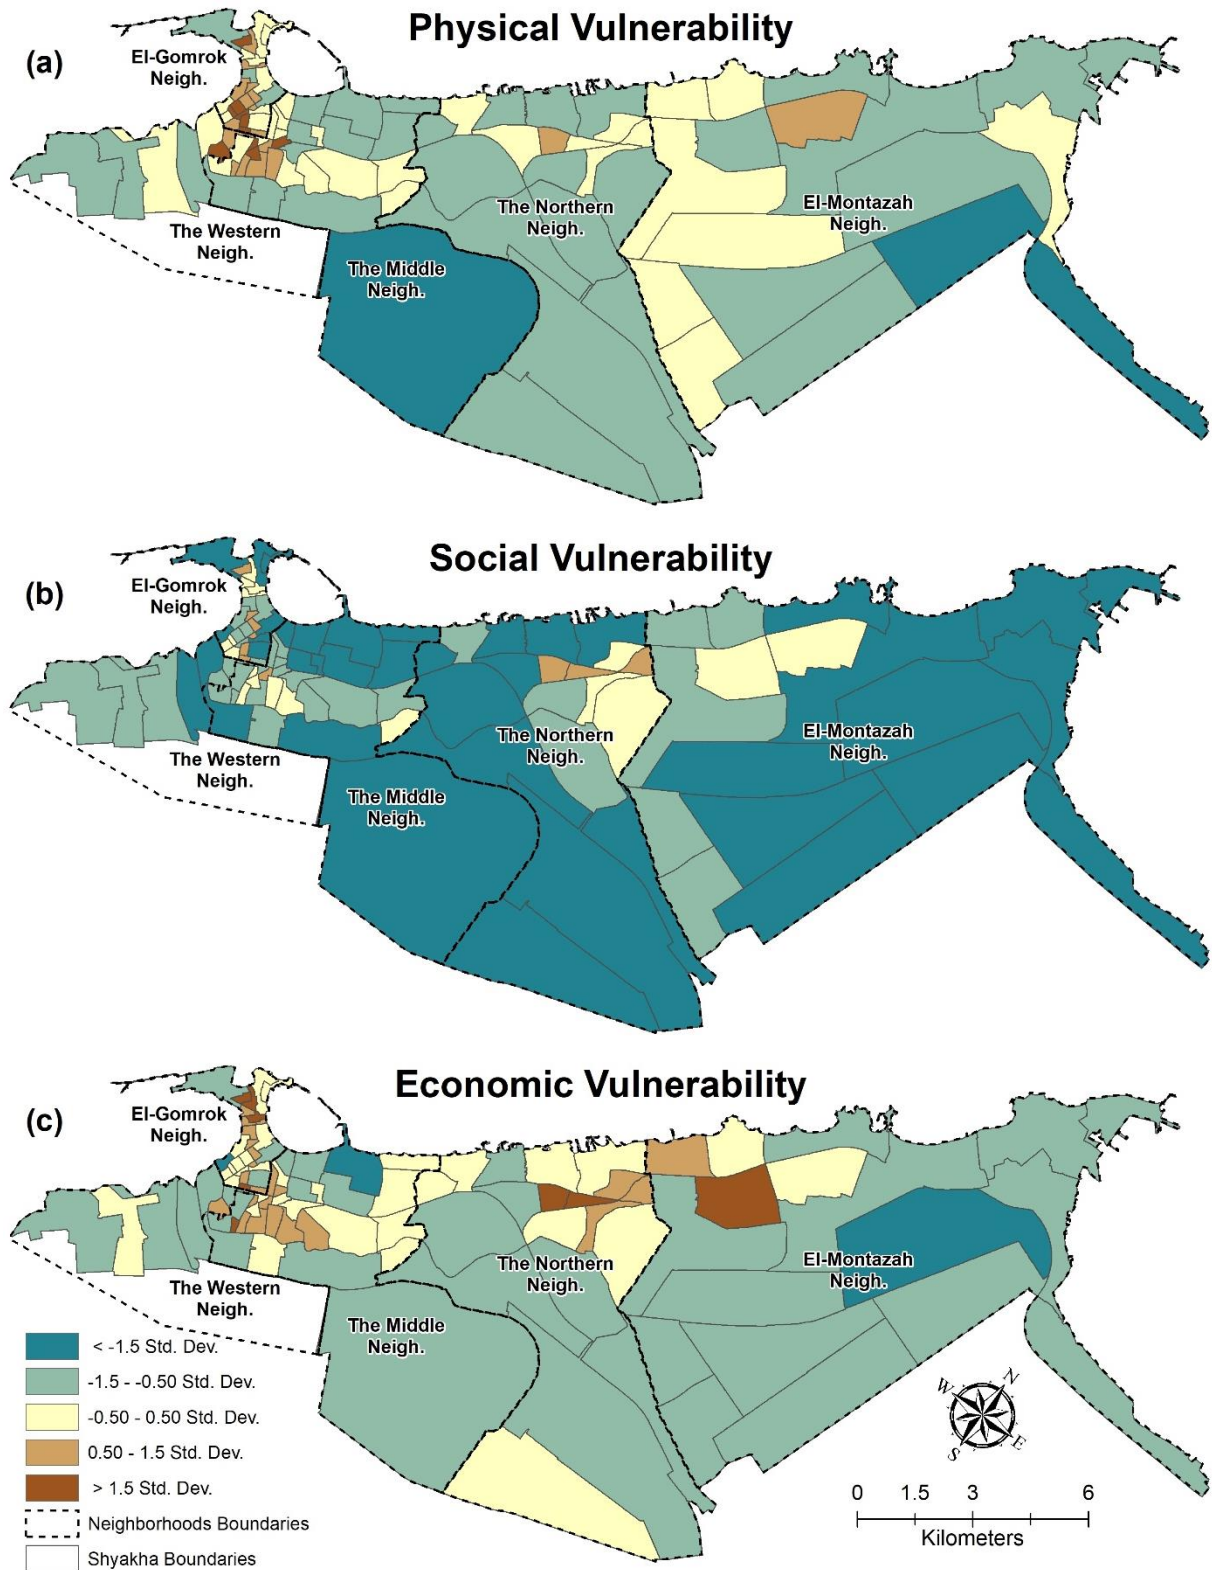 Physical Vulnerability
(a)
El-Gomrok
Neigh.
The Western
Neigh.
The Middle
Neigh.
The Northern
Neigh.
El-Montazah
Neigh.
Social Vulnerability
(b)
El-Gomrok
Neigh.
The Western
Neigh.
The Middle
Neigh.
The Northern
Neigh.
El-Montazah
Neigh.
Economic Vulnerability
(c)
El-Gomrok
Neigh.
The Western
Neigh.
The Middle
Neigh.
The Northern
Neigh.
El-Montazah
Neigh.
< -1.5 Std. Dev.
-1.5 - -0.50 Std. Dev.
-0.50 - 0.50 Std. Dev.
0.50 - 1.5 Std. Dev.
> 1.5 Std. Dev.
Neighborhoods Boundaries
Shyakha Boundaries
W
N
S
E
0 1.5 3 6
Kilometers